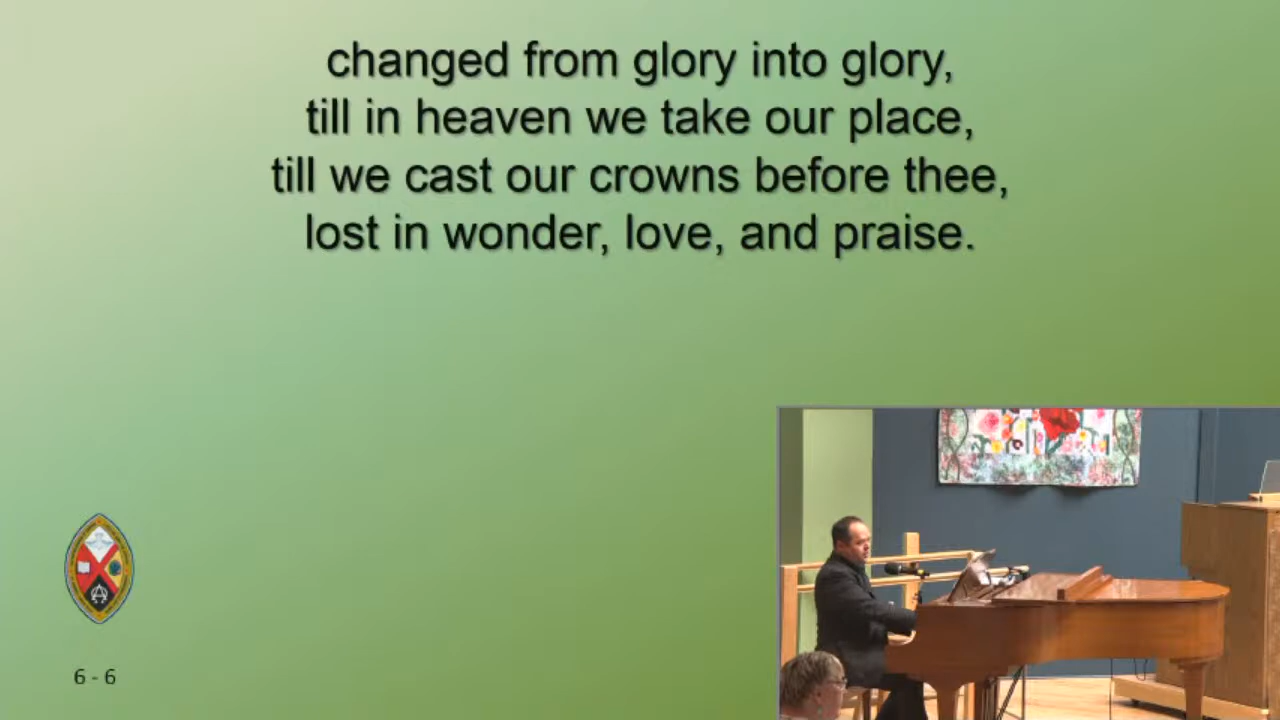 changed from glory into glory,
till in heaven we take our place,
till we cast our crowns before thee,
lost in wonder, love, and praise.
6 - 6